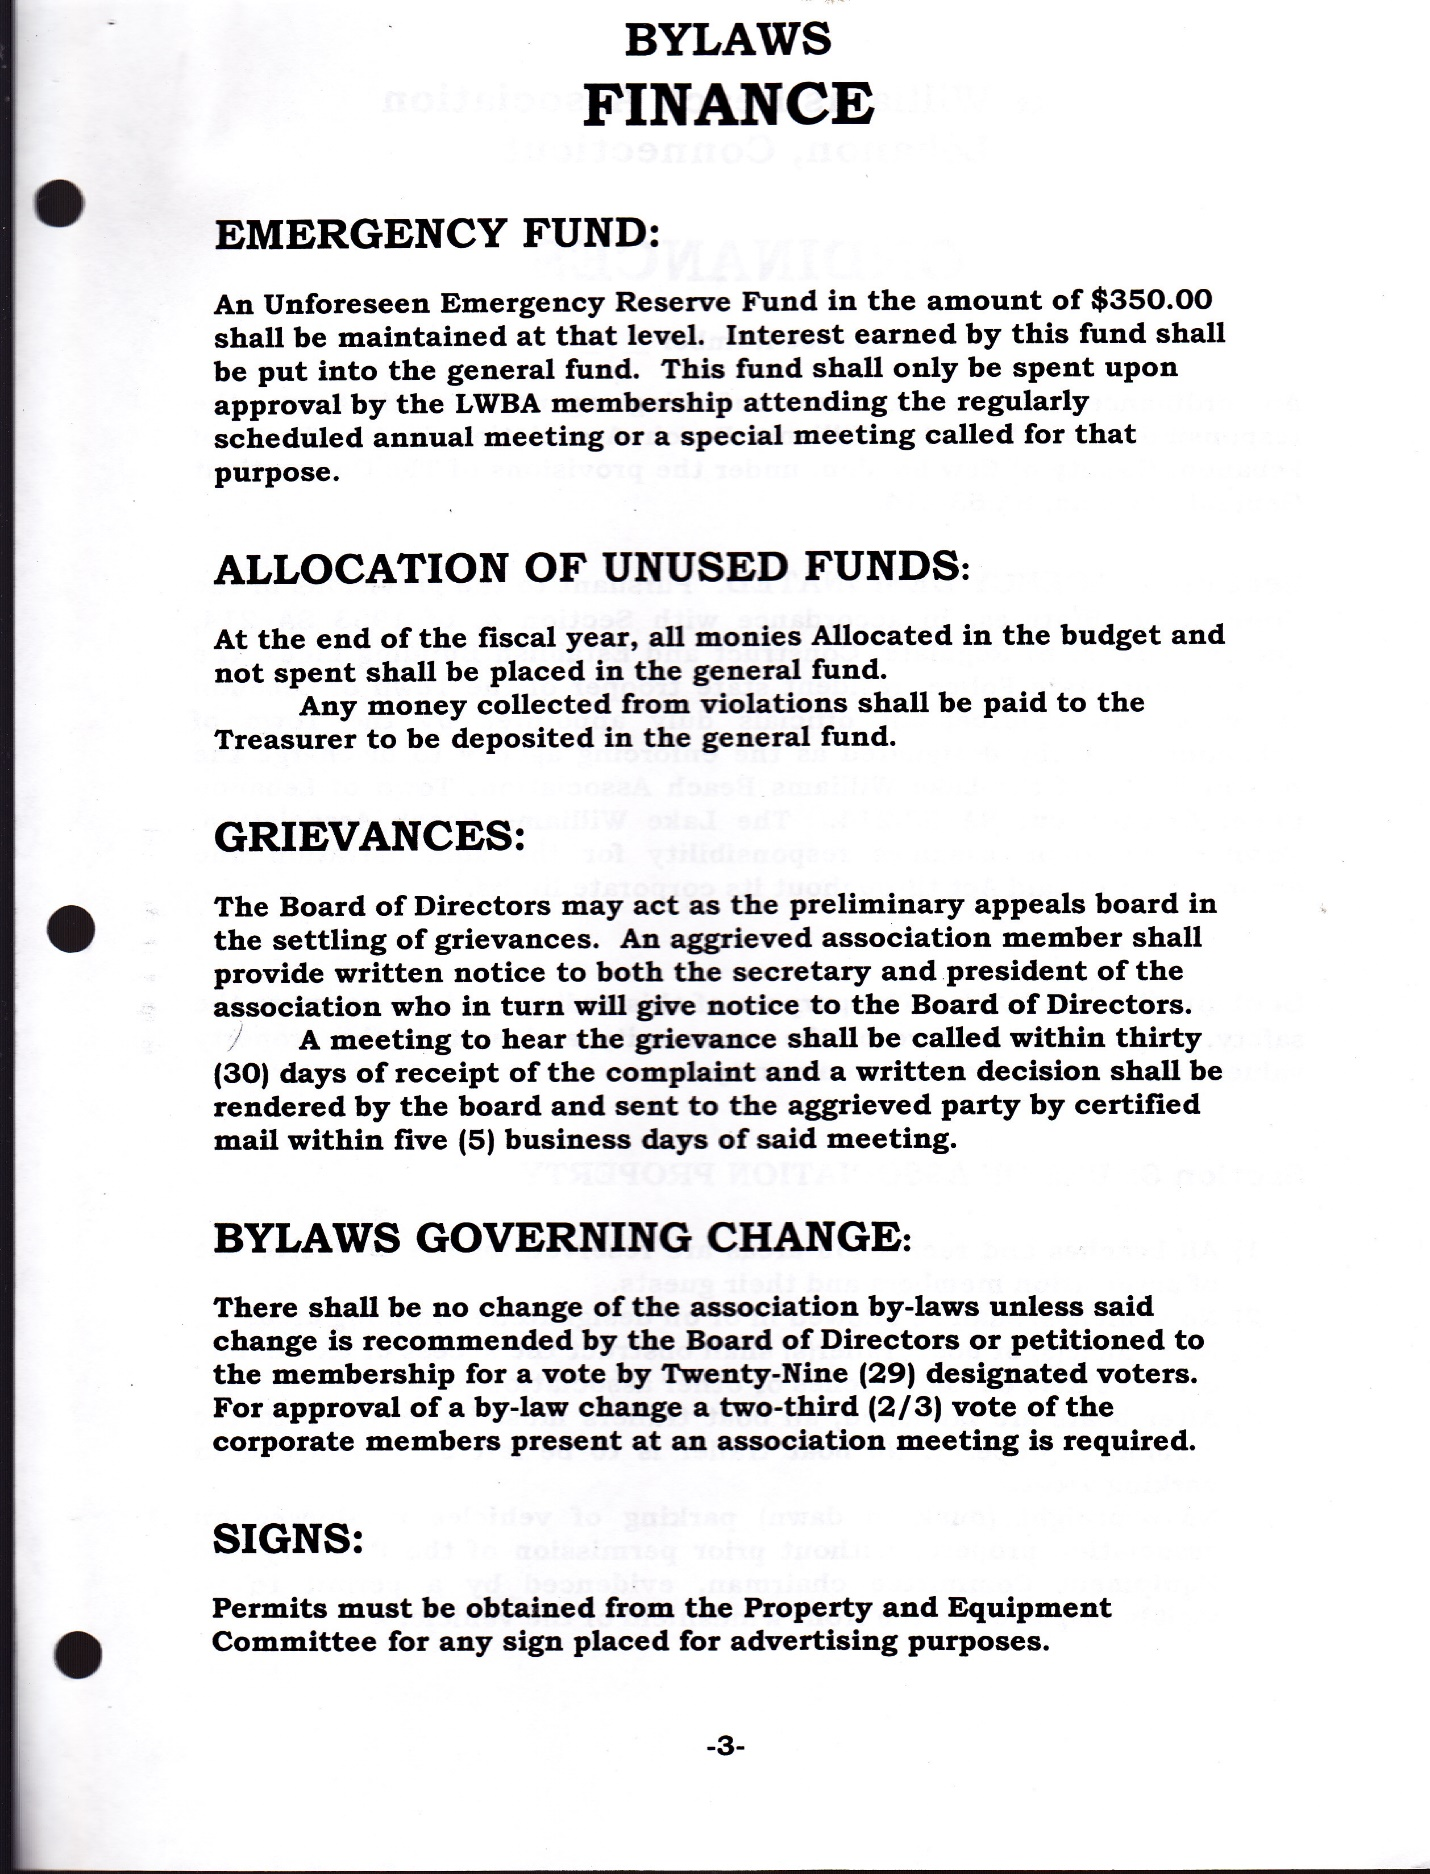 BYLAWS
FINANCE
EMERGENCY FUND:
An Unforeseen Emergency Reserve Fund in the amount of $350.00
shall be maintained at that level. Interest earned by this fund shall
be put into the general fund. This fund shall only be spent upon
approval by the LWBA membership attending the regularly
scheduled annual meeting or a special meeting called for that
purpose.
ALLOCATION OF UNUSED FUNDS:
At the end of the fiscal year, all monies Allocated in the budget and
not spent shall be placed in the general fund.
Any money collected from violations shall be paid to the
Treasurer to be deposited in the general fund.
GRIEVANCES:
The Board of Directors may act as the preliminary appeals board in
the settling of grievances. An aggrieved association member shall
provide written notice to both the secretary and president of the
association who in turn will give notice to the Board of Directors.
A meeting to hear the grievance shall be called within thirty
(30) days of receipt of the complaint and a written decision shall be
rendered by the board and sent to the aggrieved party by certified
mail within five (5) business days of said meeting.
BYLAWS GOVERNING CHANGE:
There shall be no change of the association by-laws unless said
change is recommended by the Board of Directors or petitioned to
the membership for a vote by Twenty-Nine (29) designated voters.
For approval of a by-law change a two-third (2/3) vote of the
corporate members present at an association meeting is required.
SIGNS:
Permits must be obtained from the Property and Equipment
Committee for any sign placed for advertising purposes.
-3-